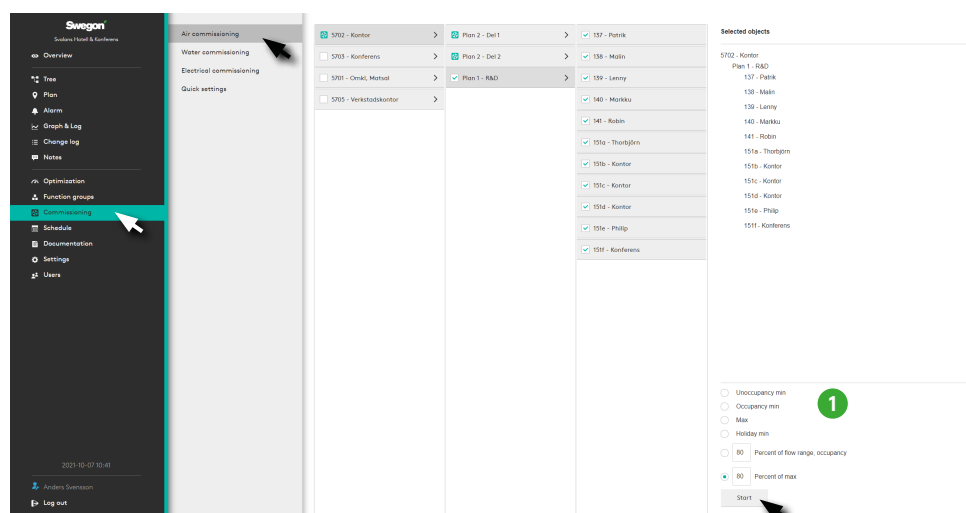 Swegon
Svalans Hotell & Konferens
Overview
Tree
Plan
Alarm
Graph & Log
Change log
Notes
Optimization
Function groups
Commissioning
Schedule
Documentation
Settings
Users
2021-10-07 10:41
Anders Svensson
Log out
Air commissioning
Water commissioning
Electrical commissioning
Quick settings
5702 - Kontor
5703 - Konferens
5701 - Omkl, Matsal
5705 - Verkstadskontor
Plan 2 - Del 1
Plan 2 - Del 2
Plan 1 - R&D
137 - Patrik
138 - Malin
139 - Lenny
140 - Markku
141 - Robin
151a - Thorbjörn
151b - Kontor
151c - Kontor
151d - Kontor
151e - Philip
151f - Konferens
Selected objects
5702 - Kontor
Plan 1 - R&D
137 - Patrik
138 - Malin
139 - Lenny
140 - Markku
141 - Robin
151a - Thorbjörn
151b - Kontor
151c - Kontor
151d - Kontor
151e - Philip
151f - Konferens
Unoccupancy min
Occupancy min
Max
Holiday min
80 Percent of flow range, occupancy
80 Percent of max
1
Start